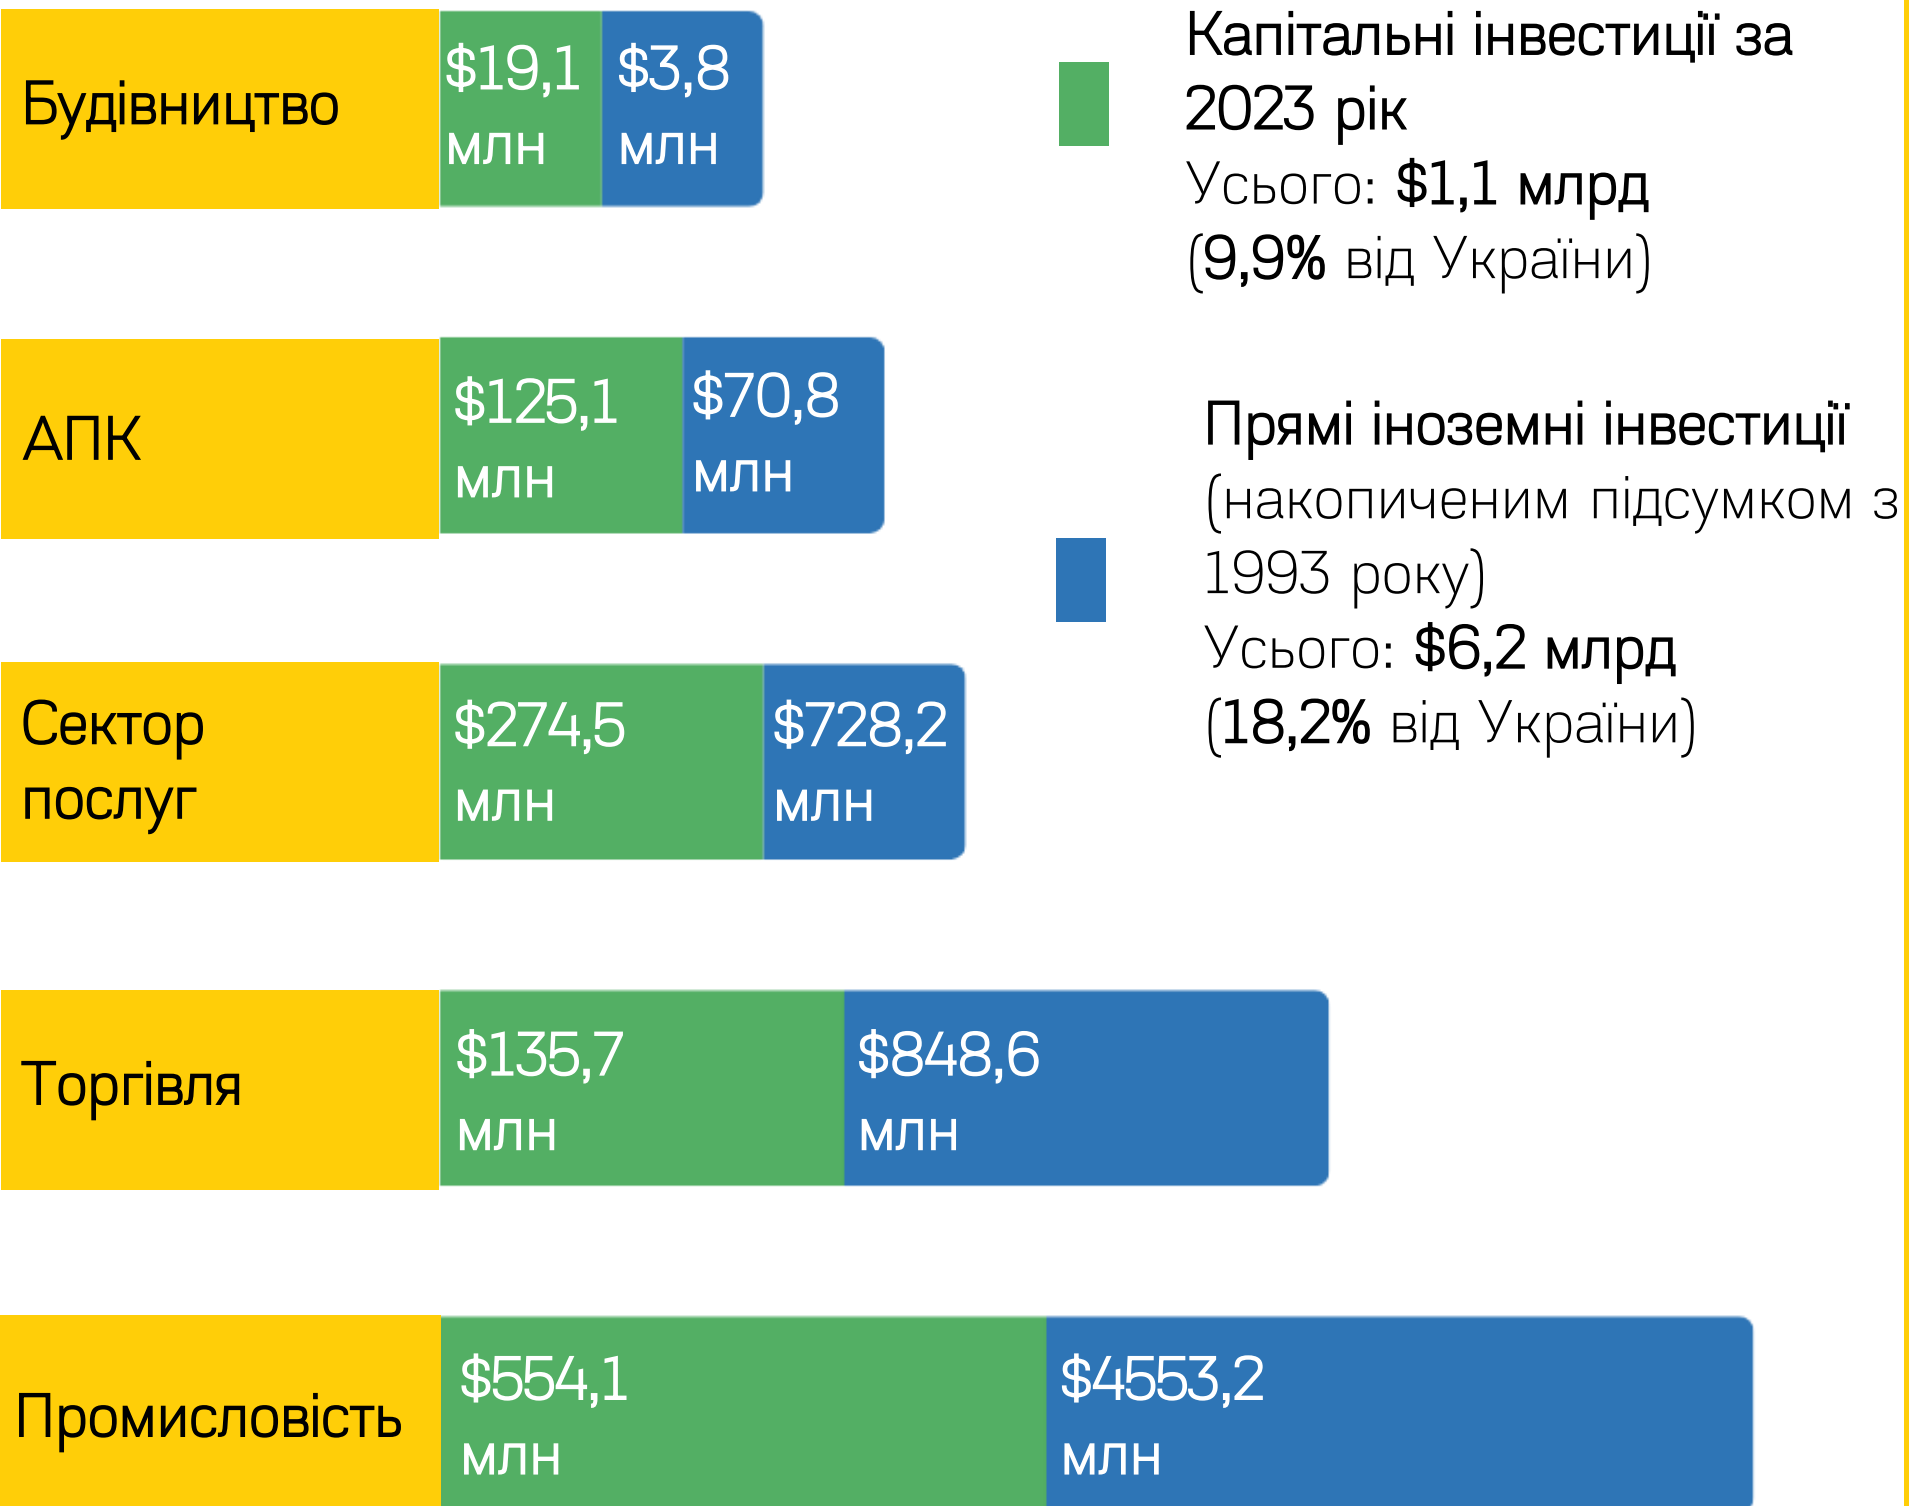 Будівництво
$19,1
млн
$3,8
млн
АПК
$125,1
млн
$70,8
млн
Сектор
послуг
$274,5
млн
$728,2
млн
Торгівля
$135,7
млн
$848,6
млн
Промисловість
$554,1
млн
$4553,2
млн
Капітальні інвестиції за
2023 рік
Усього: $1,1 млрд
(9,9% від України)
Прямі іноземні інвестиції
(накопиченим підсумком з
1993 року)
Усього: $6,2 млрд
(18,2% від України)